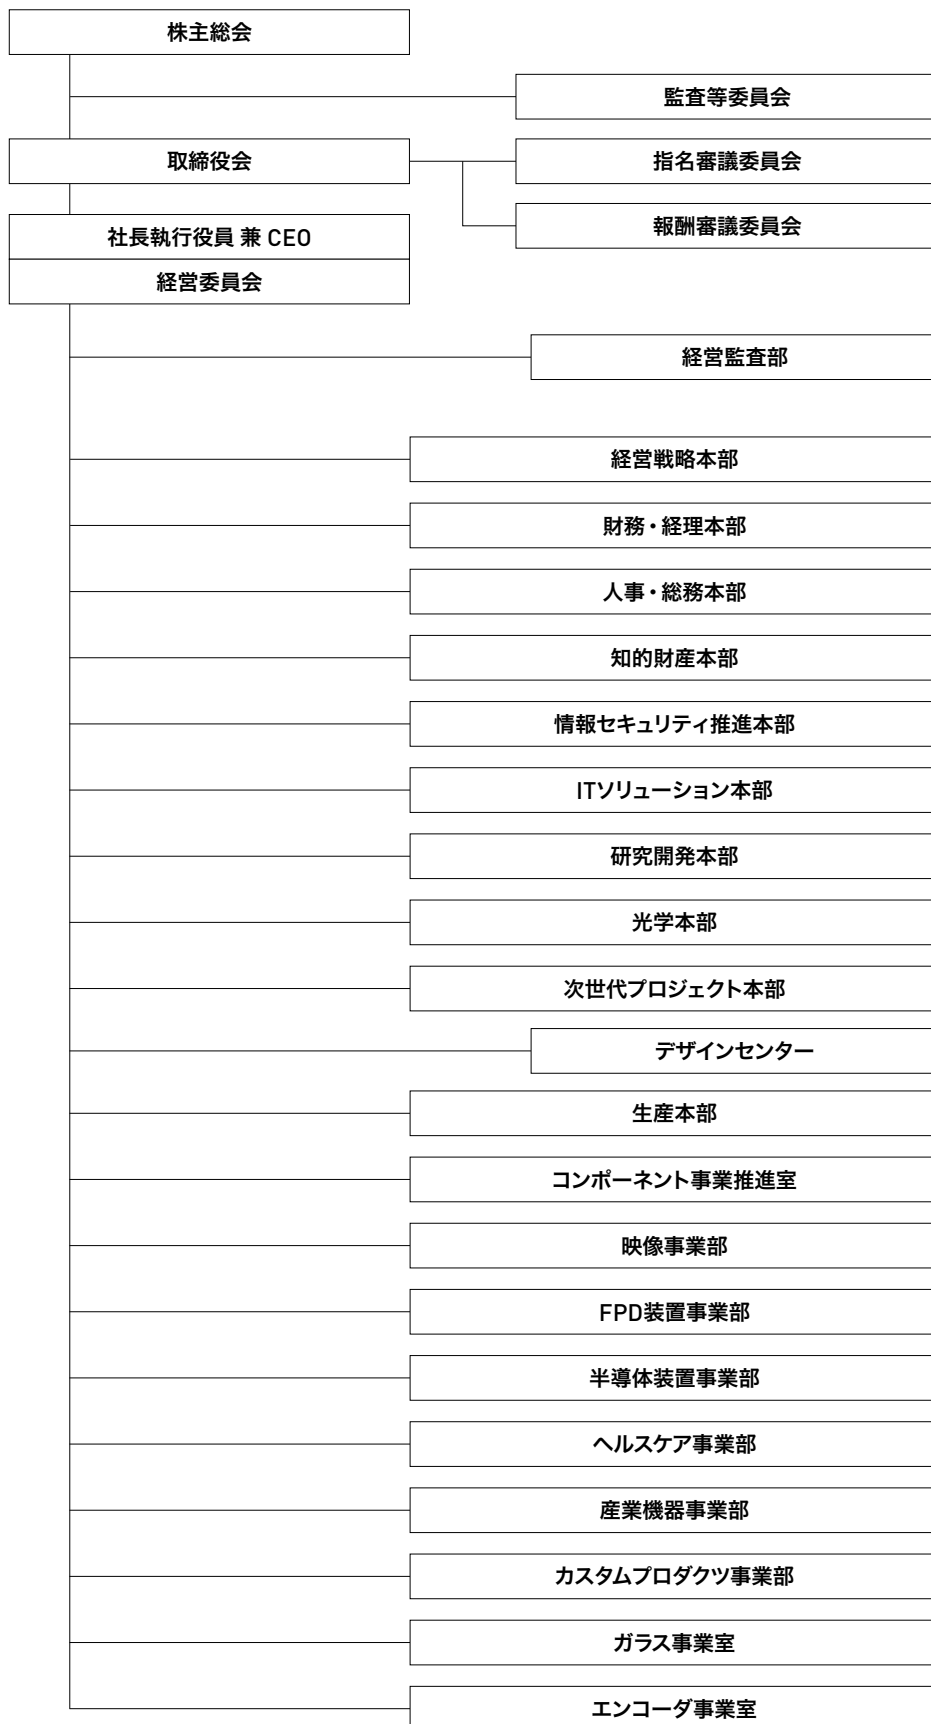 株主総会
監査等委員会
取締役会
指名審議委員会
報酬審議委員会
社長執行役員 兼 CEO
経営委員会
経営監査部
経営戦略本部
財務・経理本部
人事・総務本部
知的財産本部
情報セキュリティ推進本部
ITソリューション本部
研究開発本部
光学本部
次世代プロジェクト本部
デザインセンター
生産本部
コンポーネント事業推進室
映像事業部
FPD装置事業部
半導体装置事業部
ヘルスケア事業部
産業機器事業部
カスタムプロダクツ事業部
ガラス事業室
エンコーダ事業室